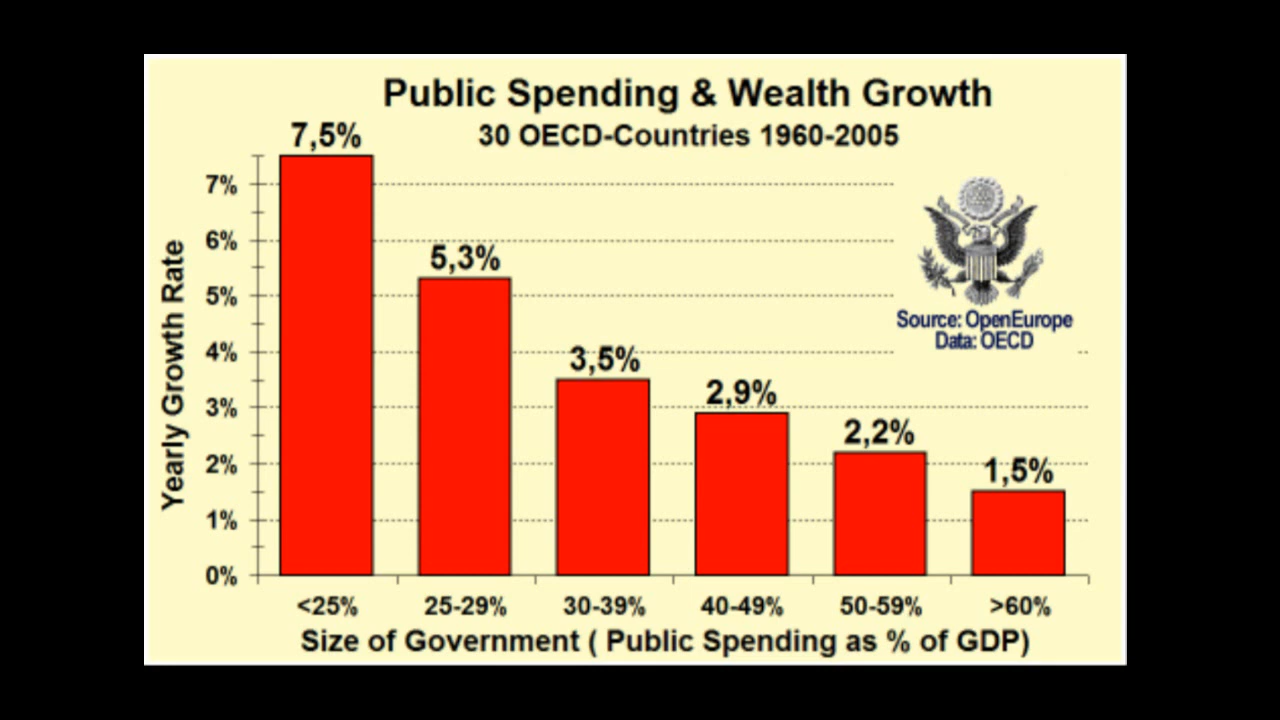 Public Spending & Wealth Growth
30 OECD-Countries 1960-2005
7,5%
5,3%
3,5%
2,9%
2,2%
1,5%
7%
6%
5%
4%
3%
2%
1%
0%
Yearly Growth Rate
Source: OpenEurope
Data: OECD
<25% 25-29% 30-39% 40-49% 50-59% >60%
Size of Government ( Public Spending as % of GDP)